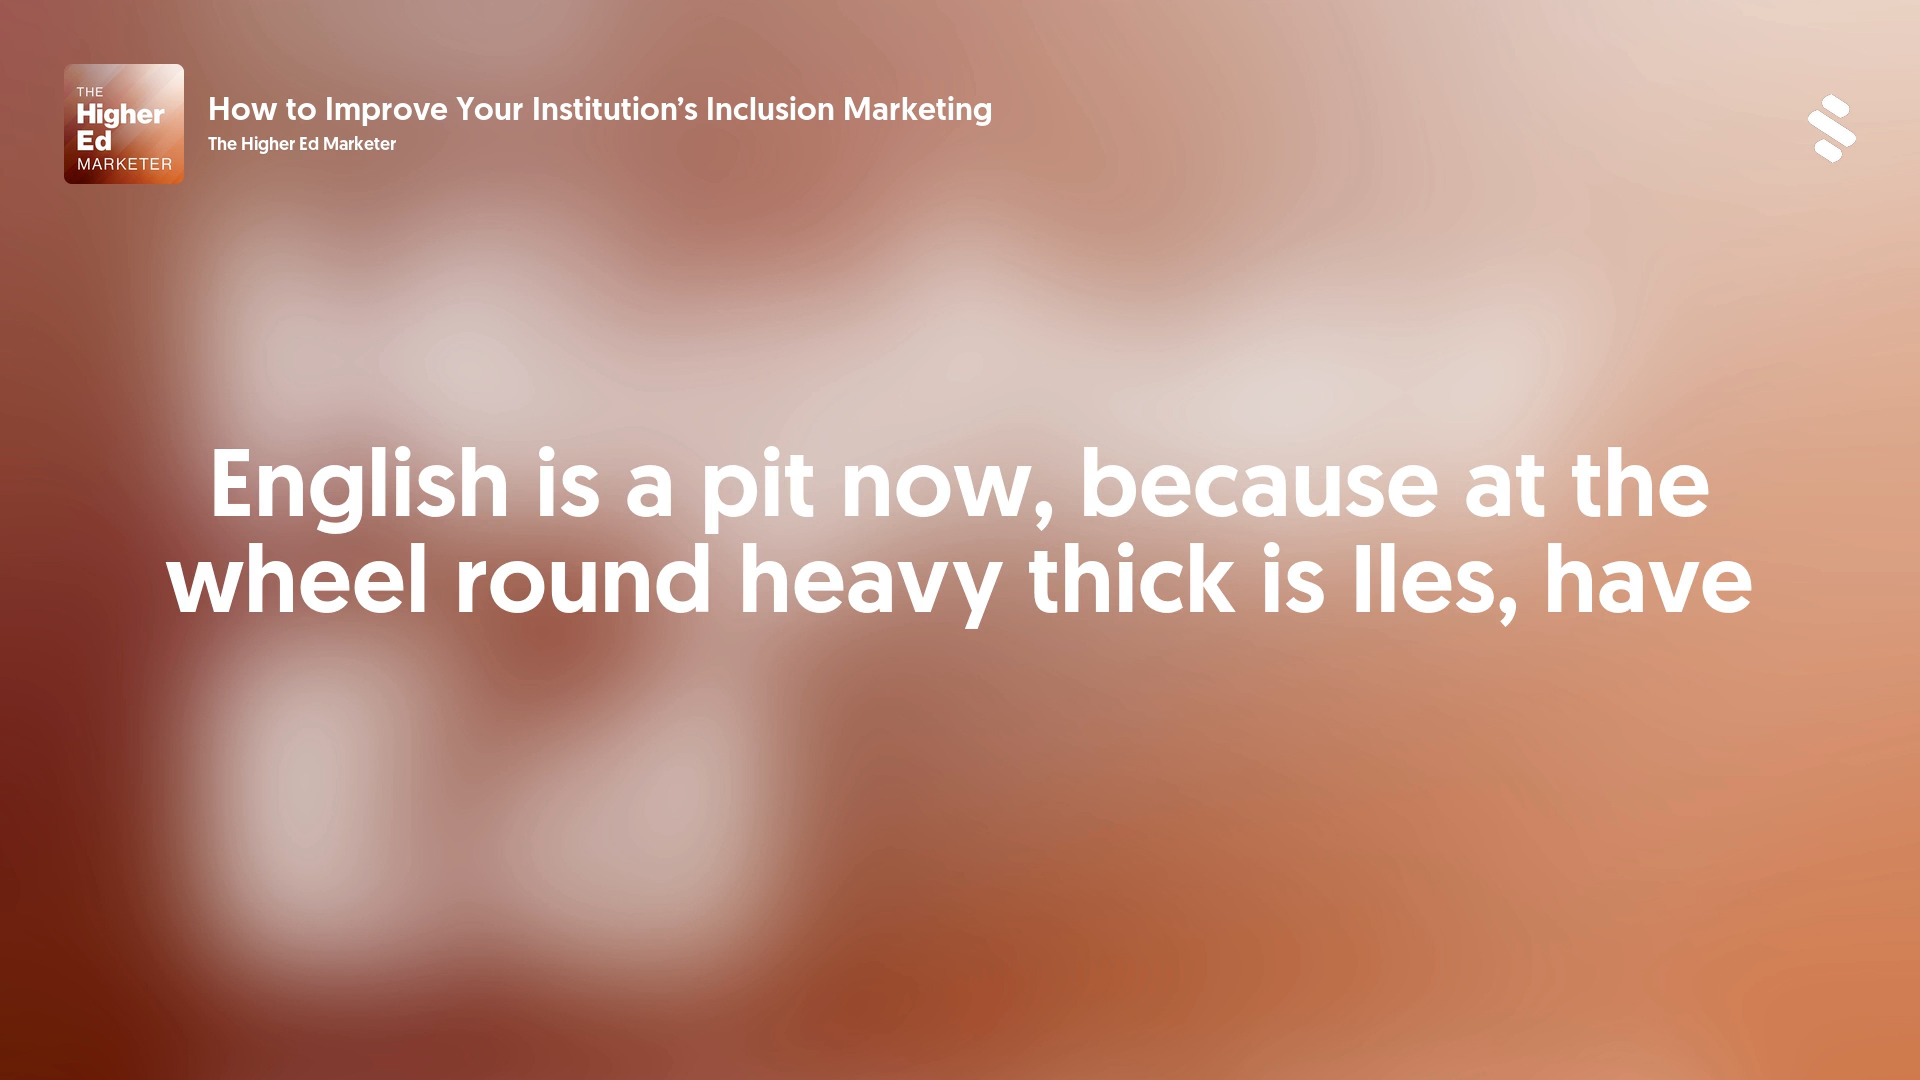 THE
Higher
Ed
MARKETER
How to Improve Your Institution’s Inclusion Marketing
The Higher Ed Marketer
English is a pit now, because at the
wheel round heavy thick is Iles, have